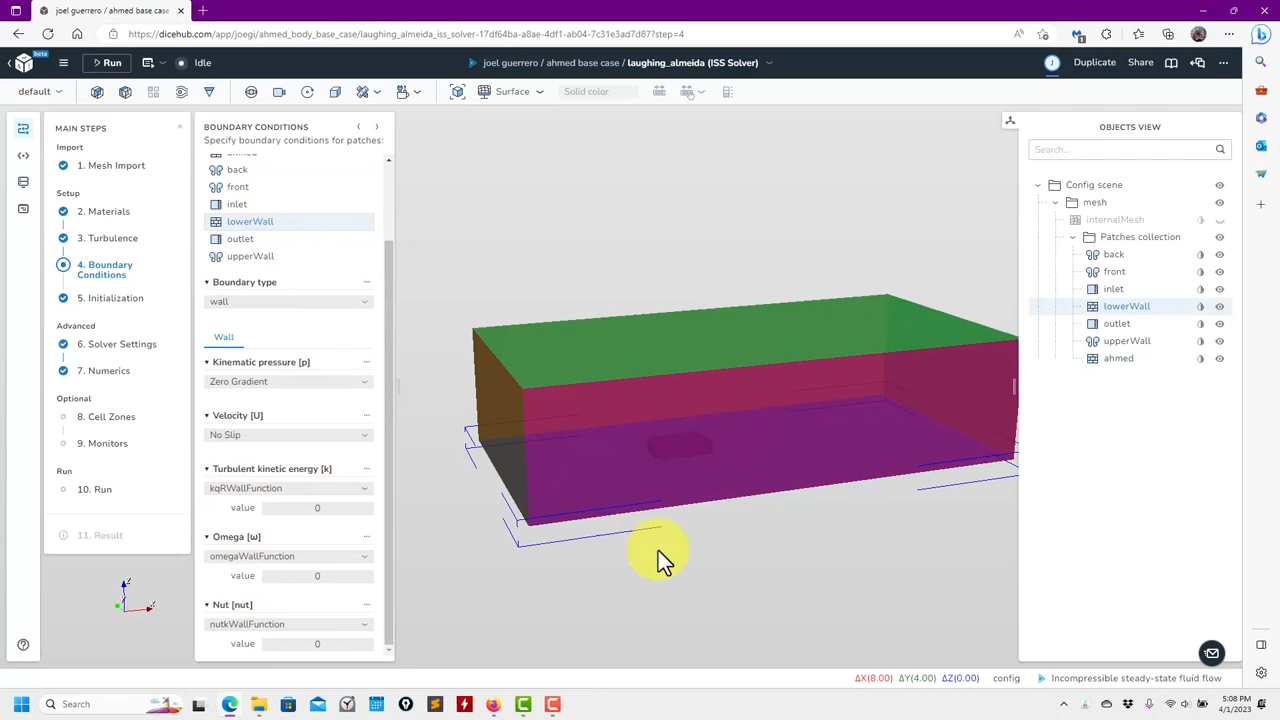 joel guerrero / ahmed base case
https://dicehub.com/app/joegi/ahmed_body_base_case/laughing_almeida_iss_solver-17df64ba-a8ae-4df1-ab04-7c31e3ad7d87?step=4
beta
Run
Idle
joel guerrero / ahmed base case / laughing_almeida (ISS Solver)
J
Duplicate
Share
default
Surface
Solid color
MAIN STEPS
Import
1. Mesh Import
Setup
2. Materials
3. Turbulence
4. Boundary
Conditions
5. Initialization
Advanced
6. Solver Settings
7. Numerics
Optional
8. Cell Zones
9. Monitors
Run
10. Run
11. Result
BOUNDARY CONDITIONS
Specify boundary conditions for patches:
back
front
inlet
lowerWall
outlet
upperWall
Boundary type
wall
Wall
Kinematic pressure [p]
Zero Gradient
Velocity [U]
No Slip
Turbulent kinetic energy [k]
kqRWallFunction
value 0
Omega [ω]
omegaWallFunction
value 0
Nut [nut]
nutkWallFunction
value 0
OBJECTS VIEW
Search...
Config scene
mesh
internalMesh
Patches collection
back
front
inlet
lowerWall
outlet
upperWall
ahmed
ΔX(8.00) ΔY(4.00) ΔZ(0.00) config Incompressible steady-state fluid flow
Search
5:08 PM
4/1/2023